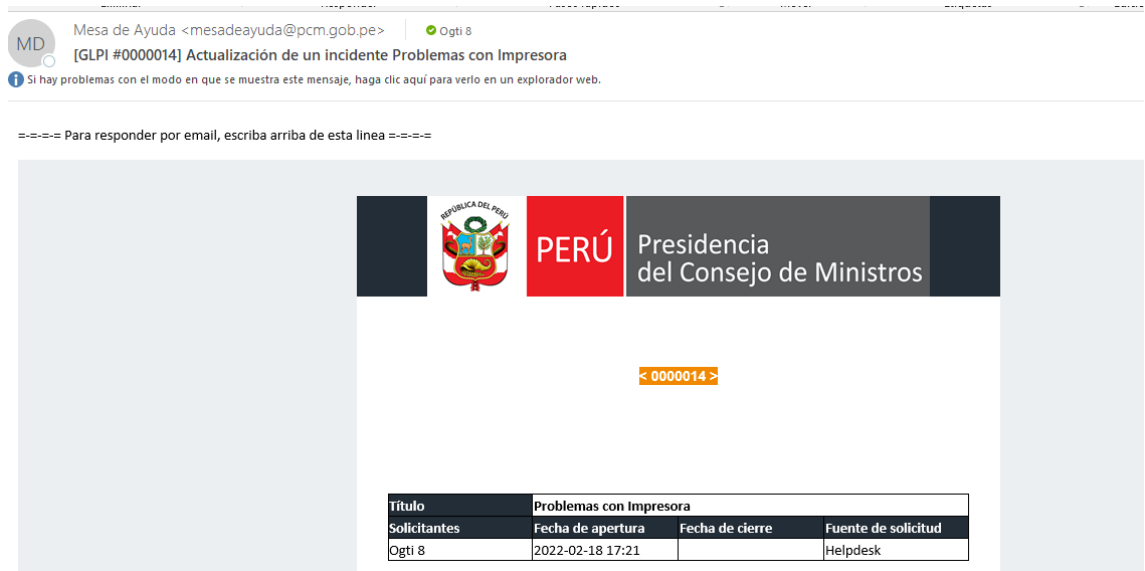 MD
Mesa de Ayuda <mesadeayuda@pcm.gob.pe>
Ogti 8
[GLPI #0000014] Actualización de un incidente Problemas con Impresora
Si hay problemas con el modo en que se muestra este mensaje, haga clic aquí para verlo en un explorador web.
=-=-=-= Para responder por email, escriba arriba de esta linea =-=-=-=
REPÚBLICA DEL PERÚ
PERÚ
Presidencia
del Consejo de Ministros
< 0000014 >
Título Problemas con Impresora
Solicitantes Fecha de apertura Fecha de cierre Fuente de solicitud
Ogti 8 2022-02-18 17:21 Helpdesk